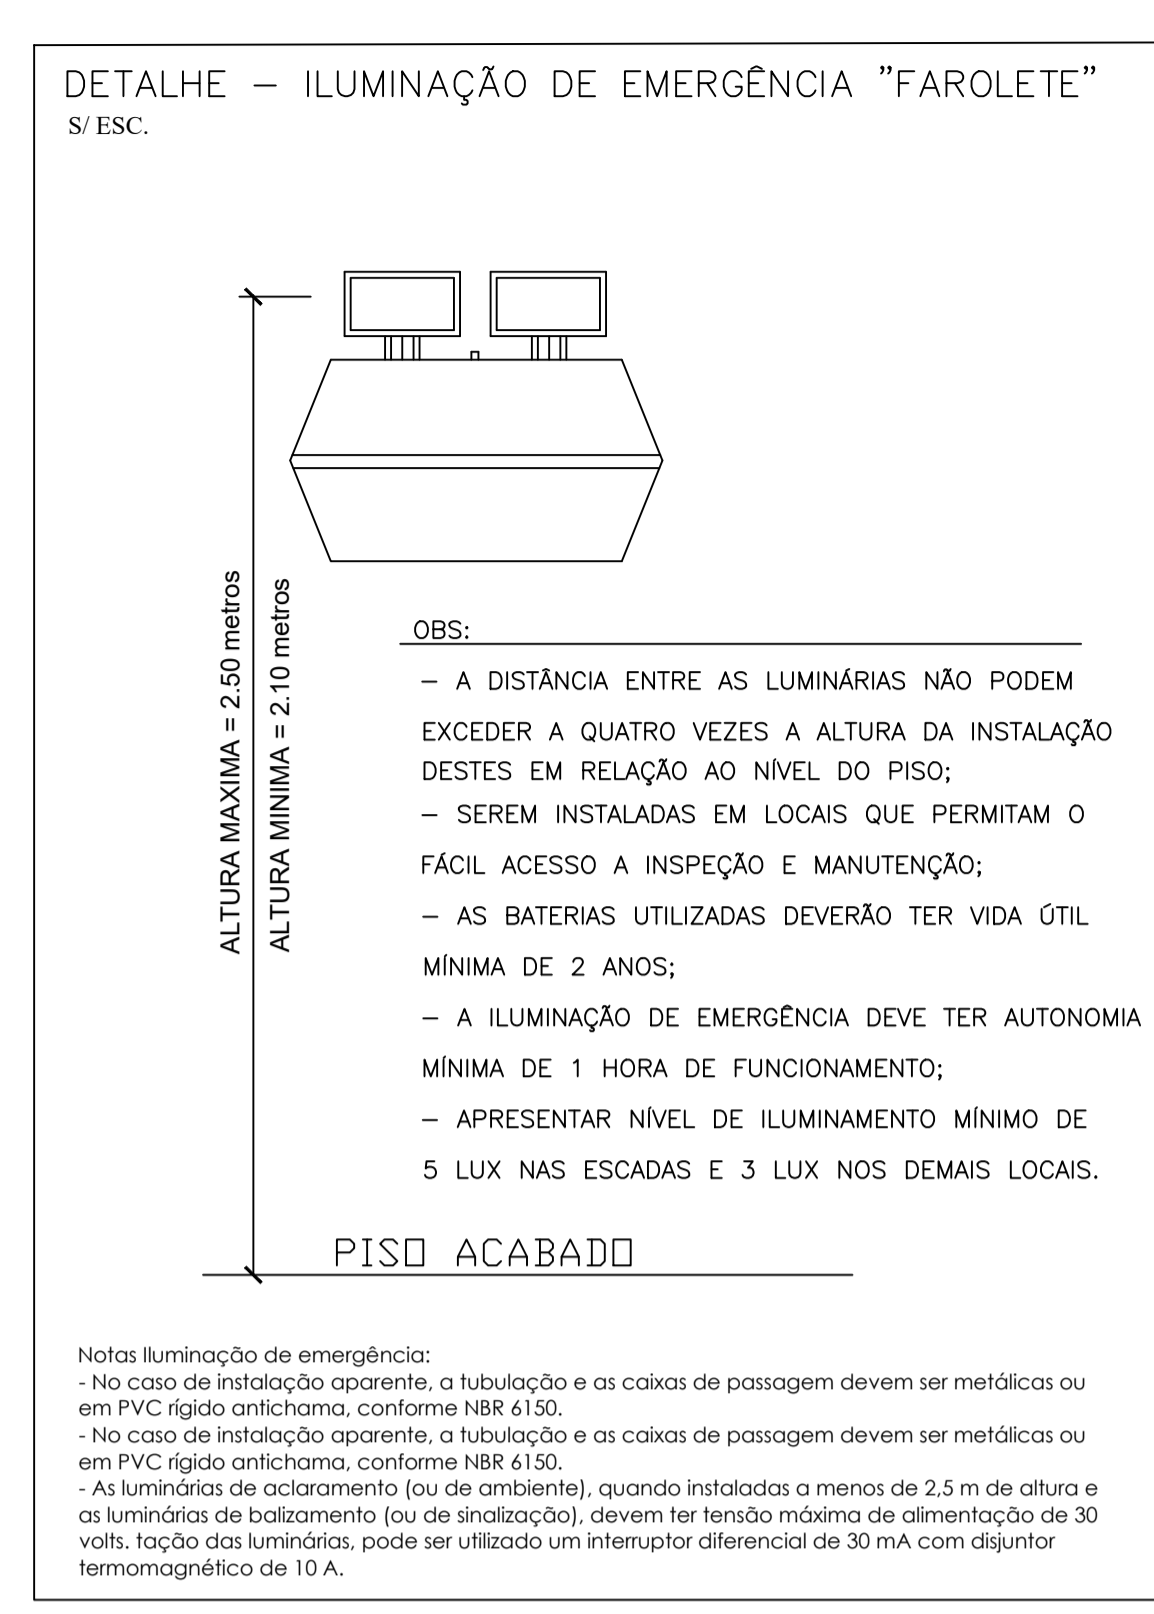 DETALHE – ILUMINAÇÃO DE EMERGÊNCIA "FAROLETE"
S/ ESC.
ALTURA MAXIMA = 2.50 metros
ALTURA MINIMA = 2.10 metros
OBS:
– A DISTÂNCIA ENTRE AS LUMINÁRIAS NÃO PODEM
EXCEDER A QUATRO VEZES A ALTURA DA INSTALAÇÃO
DESTES EM RELAÇÃO AO NÍVEL DO PISO;
– SEREM INSTALADAS EM LOCAIS QUE PERMITAM O
FÁCIL ACESSO A INSPEÇÃO E MANUTENÇÃO;
– AS BATERIAS UTILIZADAS DEVERÃO TER VIDA ÚTIL
MÍNIMA DE 2 ANOS;
– A ILUMINAÇÃO DE EMERGÊNCIA DEVE TER AUTONOMIA
MÍNIMA DE 1 HORA DE FUNCIONAMENTO;
– APRESENTAR NÍVEL DE ILUMINAMENTO MÍNIMO DE
5 LUX NAS ESCADAS E 3 LUX NOS DEMAIS LOCAIS.
PISO ACABADO
Notas Iluminação de emergência:
- No caso de instalação aparente, a tubulação e as caixas de passagem devem ser metálicas ou
em PVC rígido antichama, conforme NBR 6150.
- No caso de instalação aparente, a tubulação e as caixas de passagem devem ser metálicas ou
em PVC rígido antichama, conforme NBR 6150.
- As luminárias de aclaramento (ou de ambiente), quando instaladas a menos de 2,5 m de altura e
as luminárias de balizamento (ou de sinalização), devem ter tensão máxima de alimentação de 30
volts. tação das luminárias, pode ser utilizado um interruptor diferencial de 30 mA com disjuntor
termomagnético de 10 A.